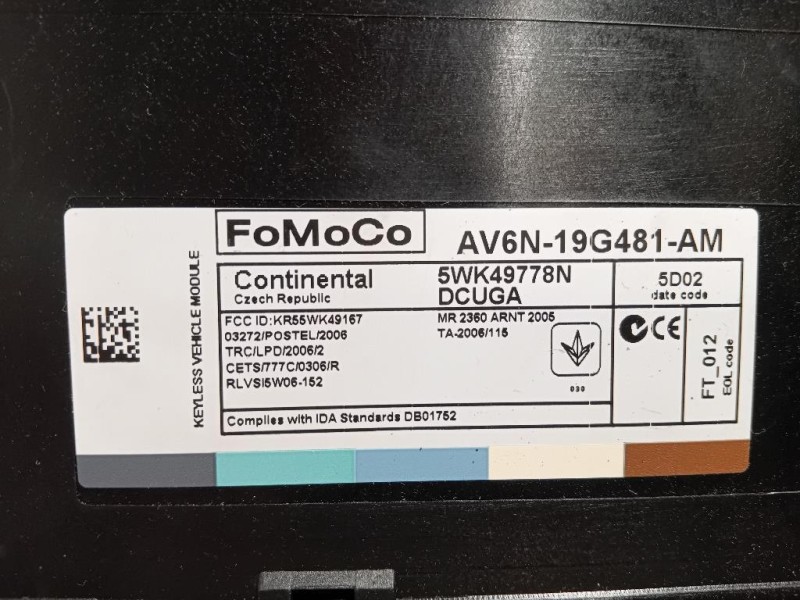 KEYLESS VEHICLE MODULE
FoMoCo
AV6N-19G481-AM
Continental
Czech Republic
5WK49778N
DCUGA
5D02
date code
FCC ID:KR55WK49167
03272/POSTEL/2006
TRC/LPD/2006/2
CETS/777C/0306/R
RLVSI5W06-152
MR 2360 ARNT 2005
TA-2006/115
030
CE
FT_012
EOL code
Complies with IDA Standards DB01752